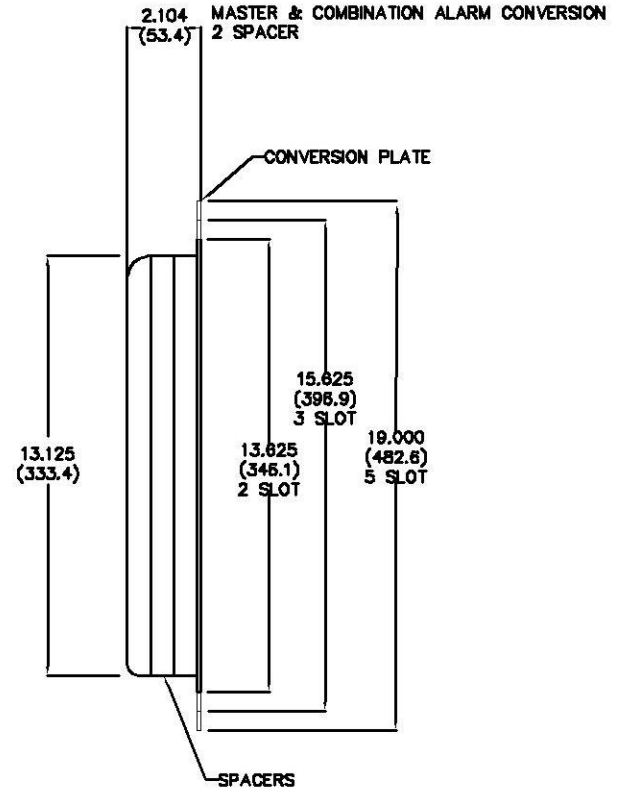 2.104 MASTER & COMBINATION ALARM CONVERSION
(53.4) 2 SPACER
CONVERSION PLATE
15.625
(396.9)
3 SLOT
13.625
(346.1)
2 SLOT
19.000
(482.6)
5 SLOT
13.125
(333.4)
SPACERS